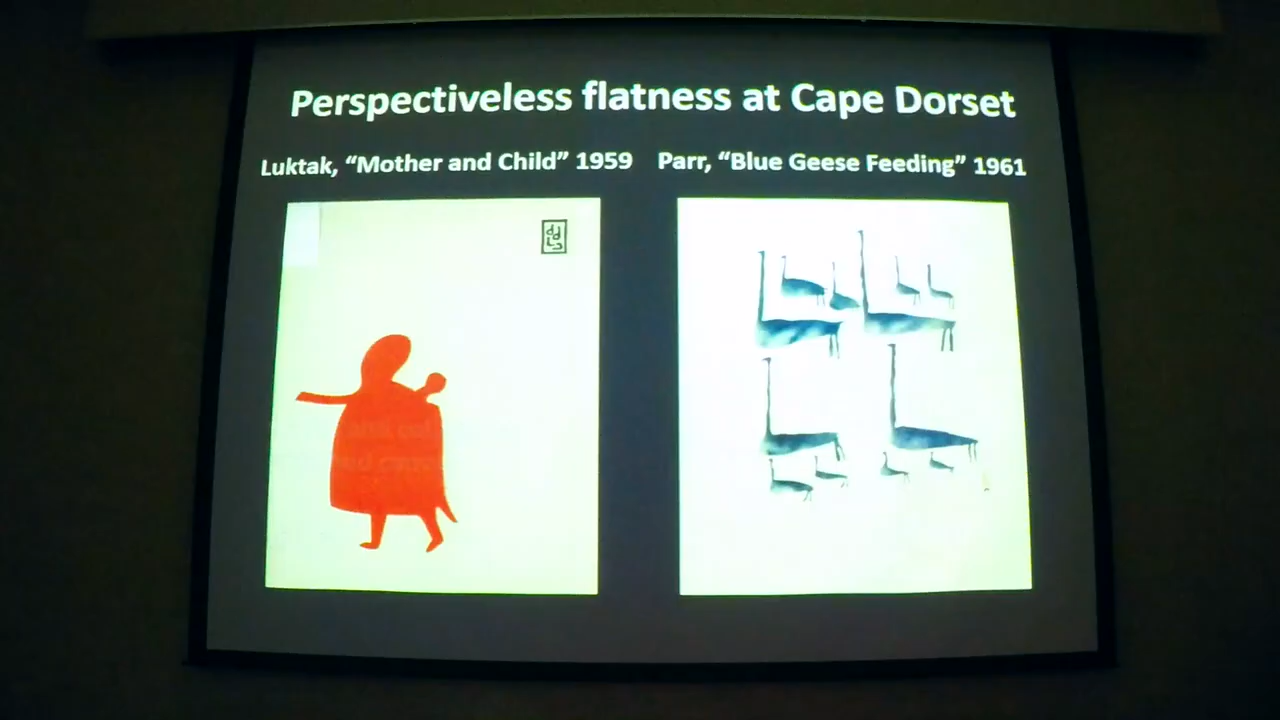 Perspectiveless flatness at Cape Dorset
Luktak, “Mother and Child” 1959
Parr, “Blue Geese Feeding” 1961